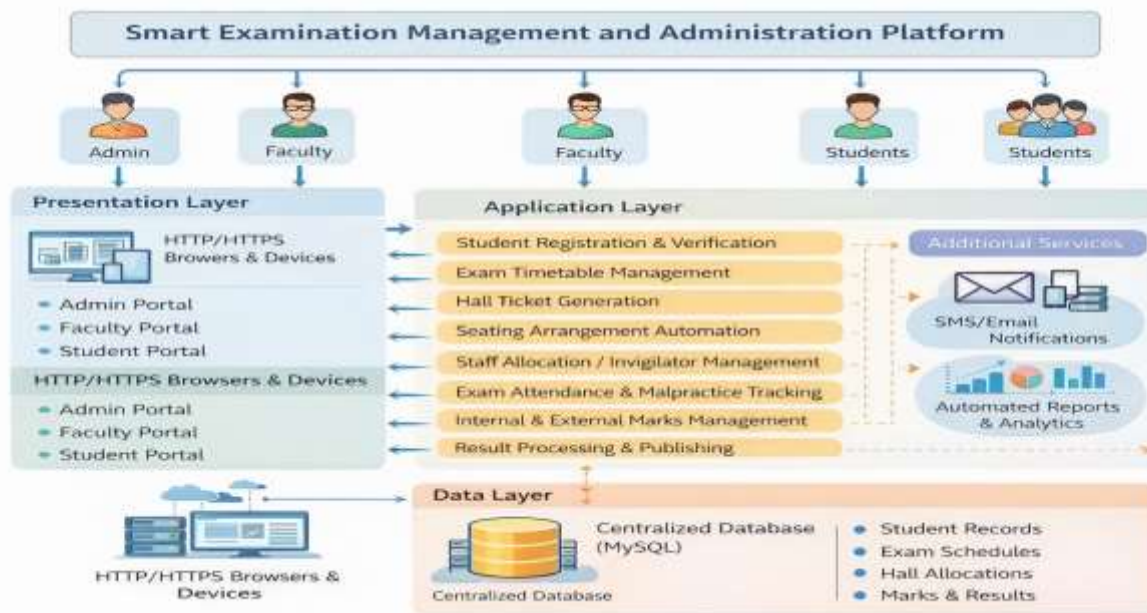 Smart Examination Management and Administration Platform
Admin
Faculty
Faculty
Students
Students
Presentation Layer
HTTP/HTTPS
Browers & Devices
• Admin Portal
• Faculty Portal
• Student Portal
HTTP/HTTPS Browsers & Devices
• Admin Portal
• Faculty Portal
• Student Portal
Application Layer
Student Registration & Verification
Exam Timetable Management
Hall Ticket Generation
Seating Arrangement Automation
Staff Allocation / Invigilator Management
Exam Attendance & Malpractice Tracking
Internal & External Marks Management
Result Processing & Publishing
Additional Services
SMS/Email
Notifications
Automated Reports
& Analytics
HTTP/HTTPS Browsers &
Devices
Data Layer
Centralized Database
(MySQL)
Centralized Database
• Student Records
• Exam Schedules
• Hall Allocations
• Marks & Results